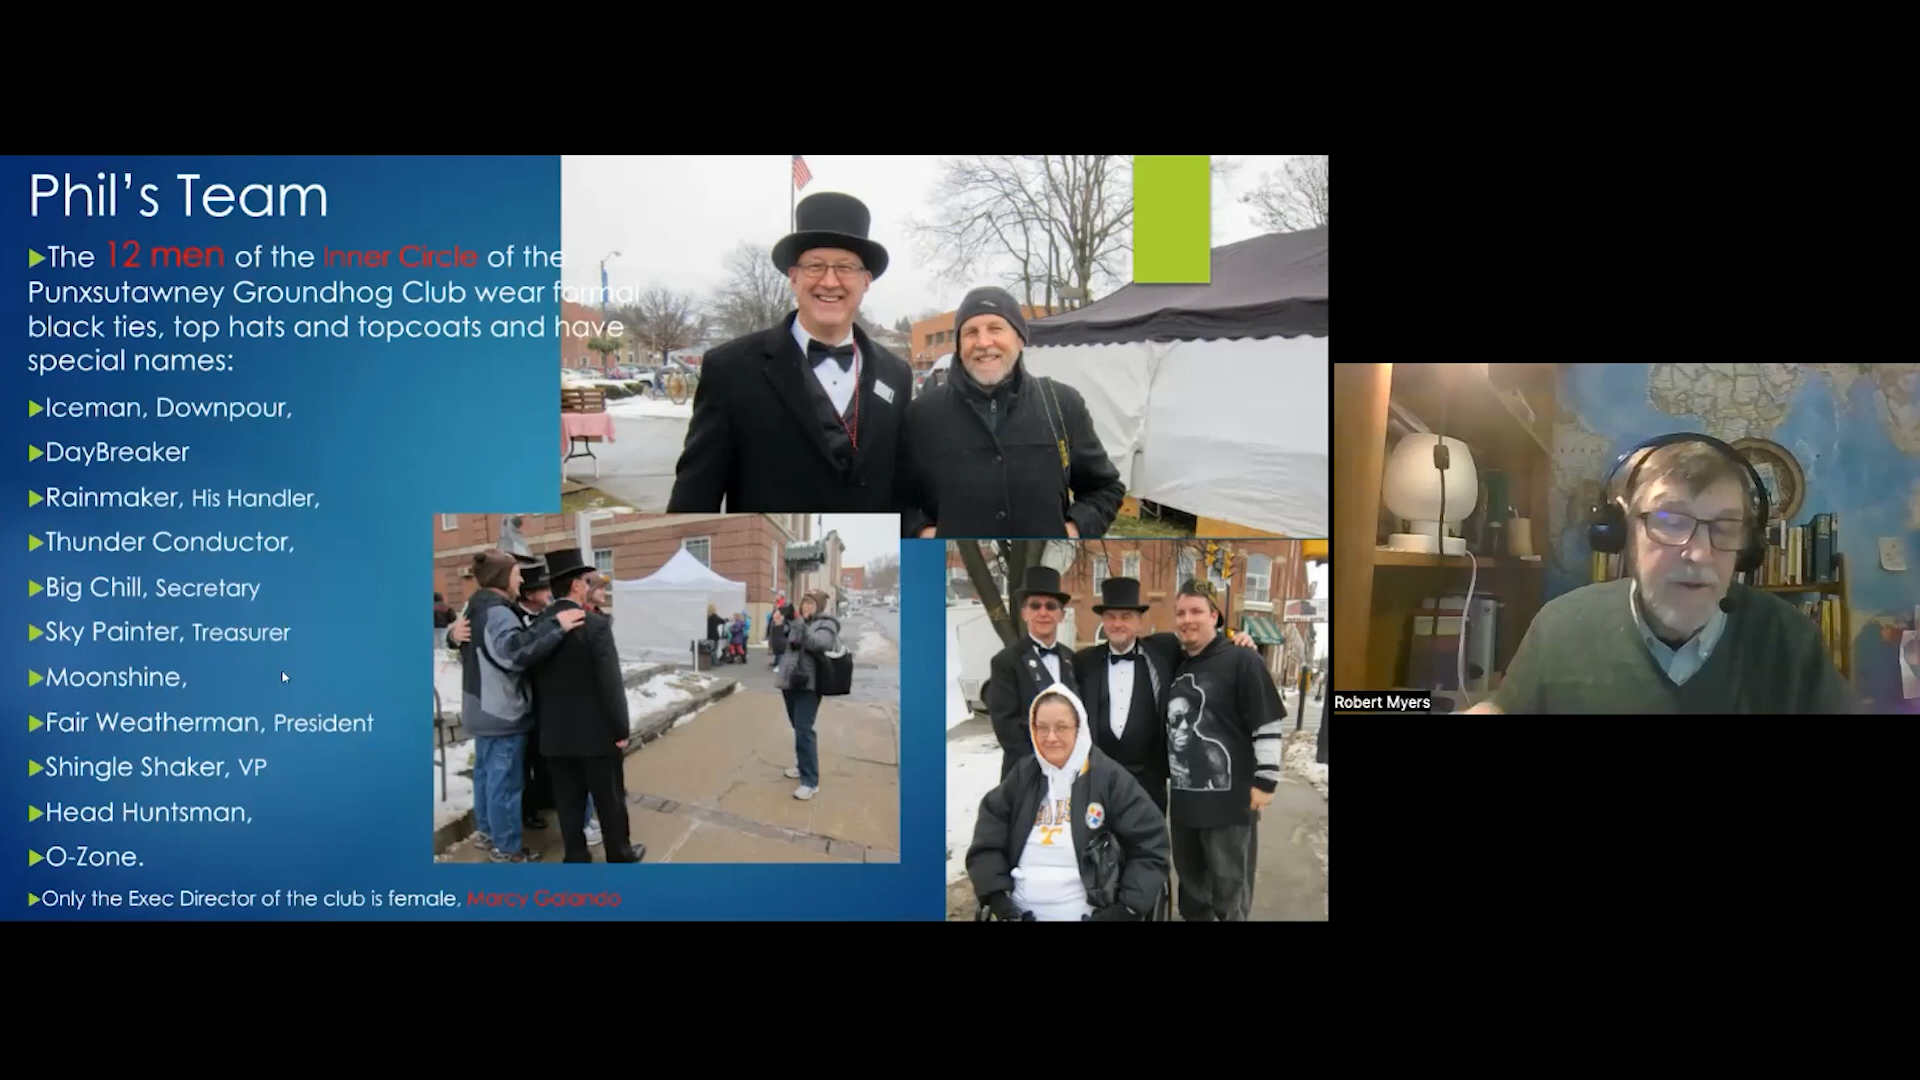 Phil's Team
▶The 12 men of the Inner Circle of the
Punxsutawney Groundhog Club wear formal
black ties, top hats and topcoats and have
special names:
▶Iceman, Downpour,
▶DayBreaker
▶Rainmaker, His Handler,
▶Thunder Conductor,
▶Big Chill, Secretary
▶Sky Painter, Treasurer
▶Moonshine,
▶Fair Weatherman, President
▶Shingle Shaker, VP
▶Head Huntsman,
▶O-Zone.
▶Only the Exec Director of the club is female, Marcy Galando
Robert Myers